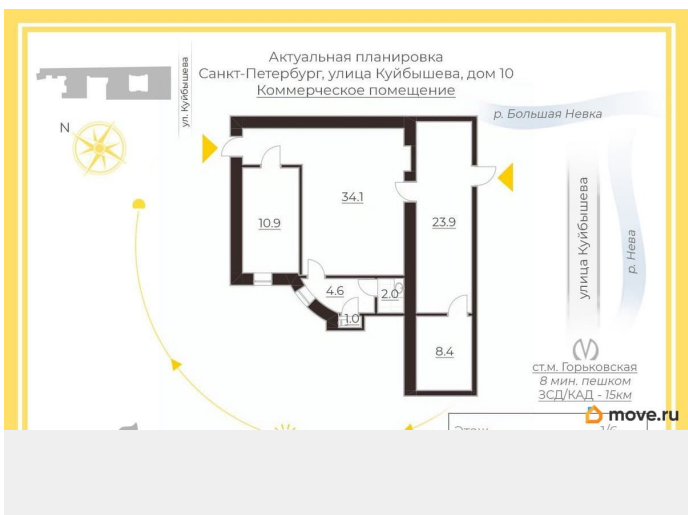 Актуальная планировка
Санкт-Петербург, улица Куйбышева, дом 10
Коммерческое помещение
ул. Куйбышева
N
р. Большая Невка
34.1
10.9
23.9
4.6
2.0
1.0
8.4
улица Куйбышева
р. Нева
ст.м. Горьковская
8 мин. пешком
ЗСД/КАД - 15км
move.ru